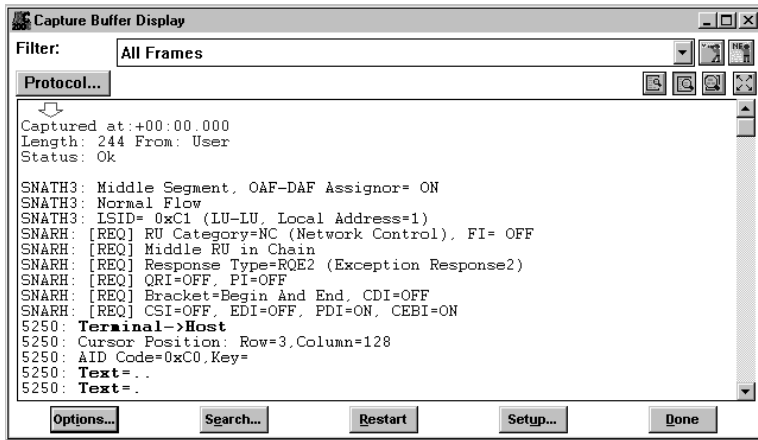 Capture Buffer Display
Filter: All Frames
Protocol...
Captured at:+00:00.000
Length: 244 From: User
Status: Ok
SNATH3: Middle Segment, OAF-DAF Assignor= ON
SNATH3: Normal Flow
SNATH3: LSID= 0xC1 (LU-LU, Local Address=1)
SNARH: [REQ] RU Category=NC (Network Control), FI= OFF
SNARH: [REQ] Middle RU in Chain
SNARH: [REQ] Response Type=RQE2 (Exception Response2)
SNARH: [REQ] QRI=OFF, PI=OFF
SNARH: [REQ] Bracket=Begin And End, CDI=OFF
SNARH: [REQ] CSI=OFF, EDI=OFF, PDI=ON, CEBI=ON
5250: Terminal->Host
5250: Cursor Position: Row=3,Column=128
5250: AID Code=0xC0,Key=
5250: Text=..
5250: Text=.
Options... Search... Restart Setup... Done